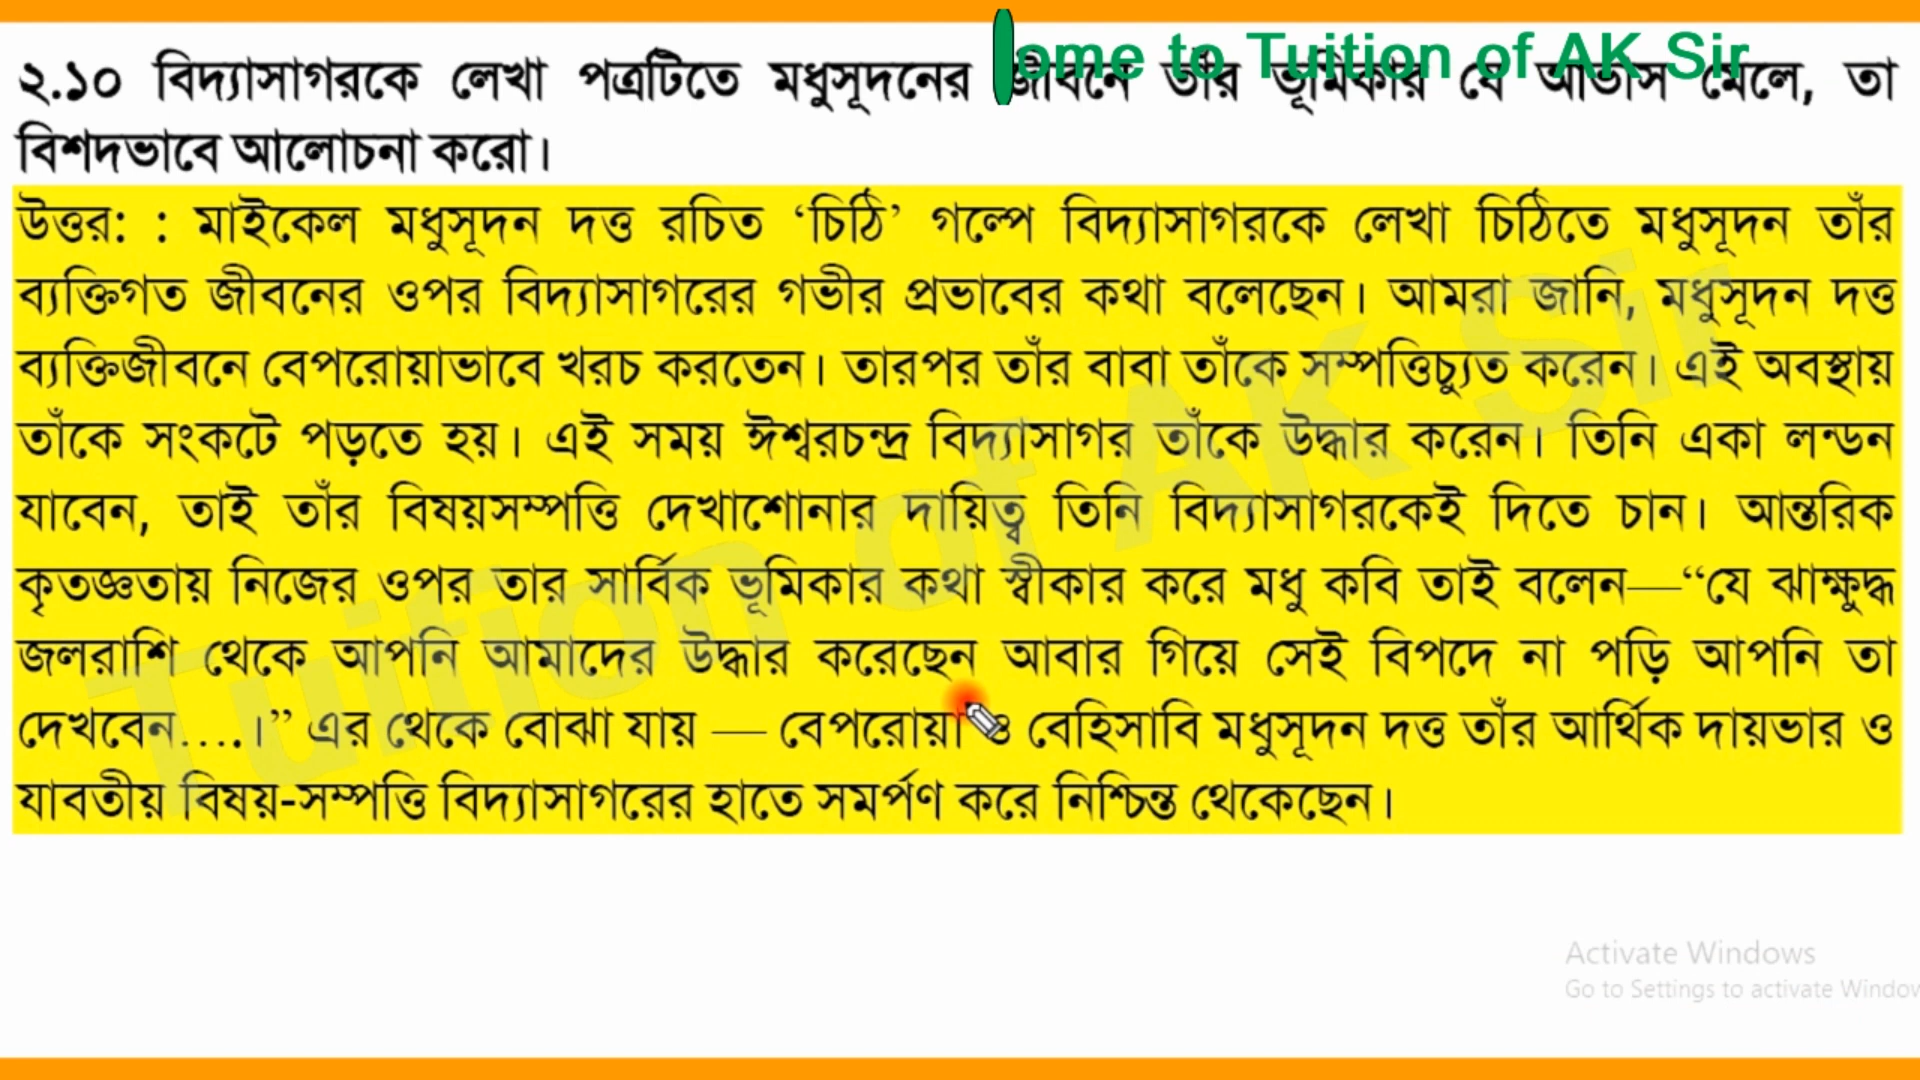 ome to Tuition of AK Sir
২.১০ বিদ্যাসাগরকে লেখা পত্রটিতে মধুসূদনের জীবনে তাঁর ভূমিকার যে আভাস মেলে, তা
বিশদভাবে আলোচনা করো।
উত্তর: : মাইকেল মধুসূদন দত্ত রচিত ‘চিঠি’ গল্পে বিদ্যাসাগরকে লেখা চিঠিতে মধুসূদন তাঁর
ব্যক্তিগত জীবনের ওপর বিদ্যাসাগরের গভীর প্রভাবের কথা বলেছেন। আমরা জানি, মধুসূদন দত্ত
ব্যক্তিজীবনে বেপরোয়াভাবে খরচ করতেন। তারপর তাঁর বাবা তাঁকে সম্পত্তিচ্যুত করেন। এই অবস্থায়
তাঁকে সংকটে পড়তে হয়। এই সময় ঈশ্বরচন্দ্র বিদ্যাসাগর তাঁকে উদ্ধার করেন। তিনি একা লন্ডন
যাবেন, তাই তাঁর বিষয়সম্পত্তি দেখাশোনার দায়িত্ব তিনি বিদ্যাসাগরকেই দিতে চান। আন্তরিক
কৃতজ্ঞতায় নিজের ওপর তার সার্বিক ভূমিকার কথা স্বীকার করে মধু কবি তাই বলেন—“যে ঝাক্ষুদ্ধ
জলরাশি থেকে আপনি আমাদের উদ্ধার করেছেন আবার গিয়ে সেই বিপদে না পড়ি আপনি তা
দেখবেন....।” এর থেকে বোঝা যায় — বেপরোয়া ও বেহিসাবি মধুসূদন দত্ত তাঁর আর্থিক দায়ভার ও
যাবতীয় বিষয়-সম্পত্তি বিদ্যাসাগরের হাতে সমর্পণ করে নিশ্চিন্ত থেকেছেন।
Tuition of AK Sir
Activate Windows
Go to Settings to activate Window